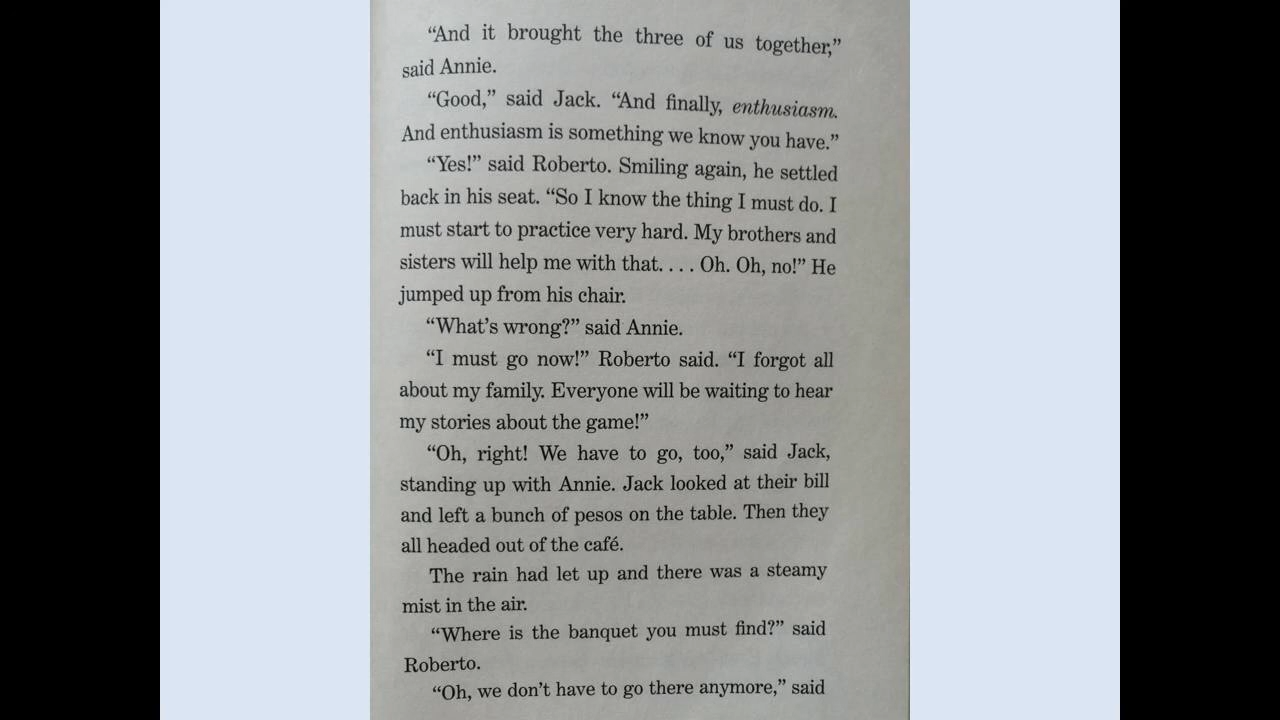 “And it brought the three of us together,”
said Annie.
“Good,” said Jack. “And finally, enthusiasm.
And enthusiasm is something we know you have.”
“Yes!” said Roberto. Smiling again, he settled
back in his seat. “So I know the thing I must do. I
must start to practice very hard. My brothers and
sisters will help me with that. . . . Oh. Oh, no!” He
jumped up from his chair.
“What’s wrong?” said Annie.
“I must go now!” Roberto said. “I forgot all
about my family. Everyone will be waiting to hear
my stories about the game!”
“Oh, right! We have to go, too,” said Jack,
standing up with Annie. Jack looked at their bill
and left a bunch of pesos on the table. Then they
all headed out of the café.
The rain had let up and there was a steamy
mist in the air.
“Where is the banquet you must find?” said
Roberto.
“Oh, we don’t have to go there anymore,” said